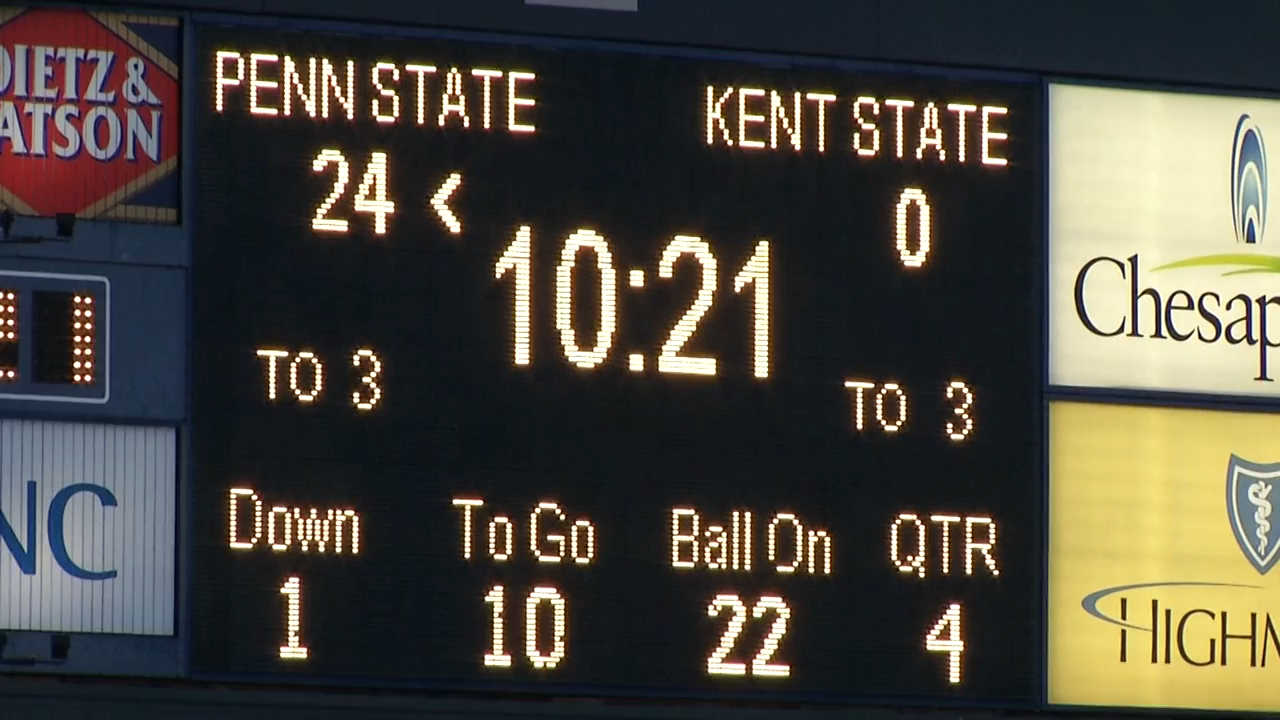 DIETZ &
WATSON
PENN STATE
KENT STATE
24 <
0
10:21
TO 3
TO 3
Down
To Go
Ball On
QTR
1
10
22
4
NC
Chesap
HIGHM